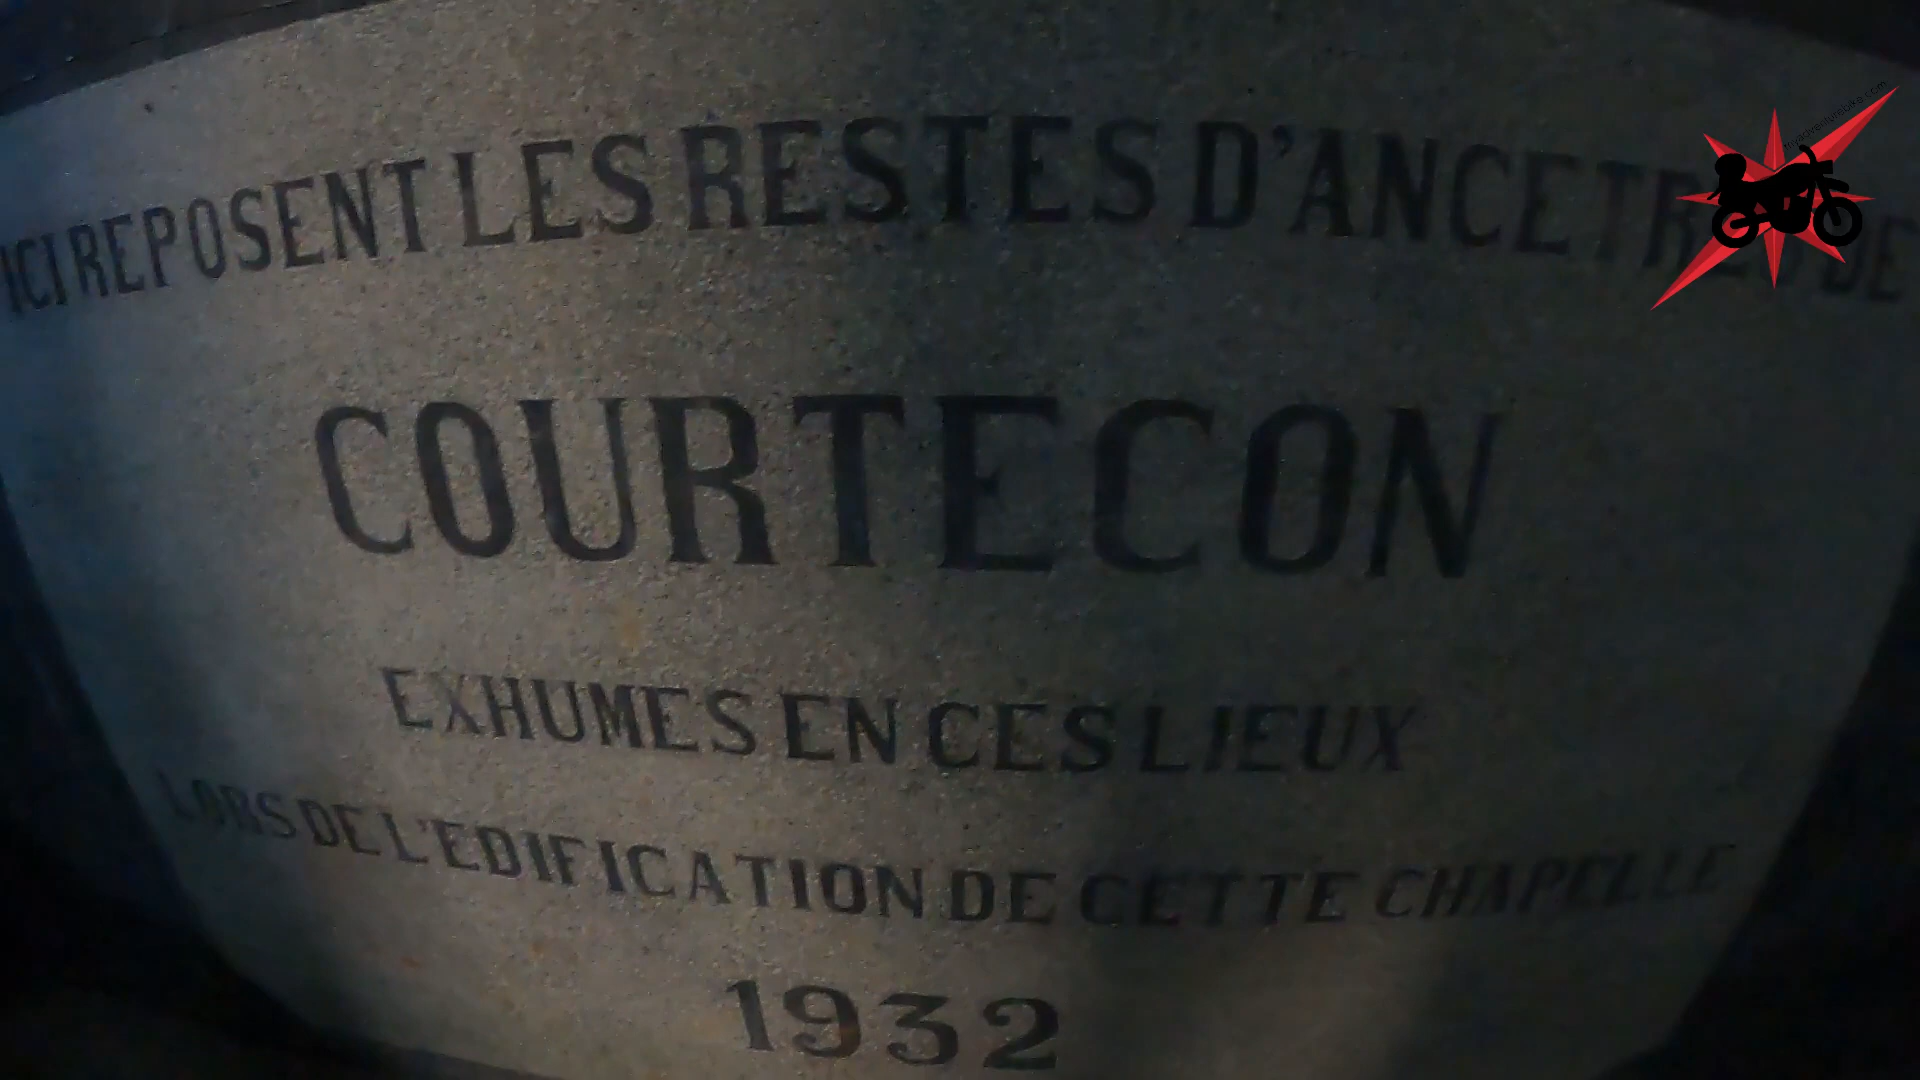 ICI REPOSENT LES RESTES D'ANCETRES DE
COURTECON
EXHUMES EN CES LIEUX
LORS DE L'EDIFICATION DE CETTE CHAPELLE
1932